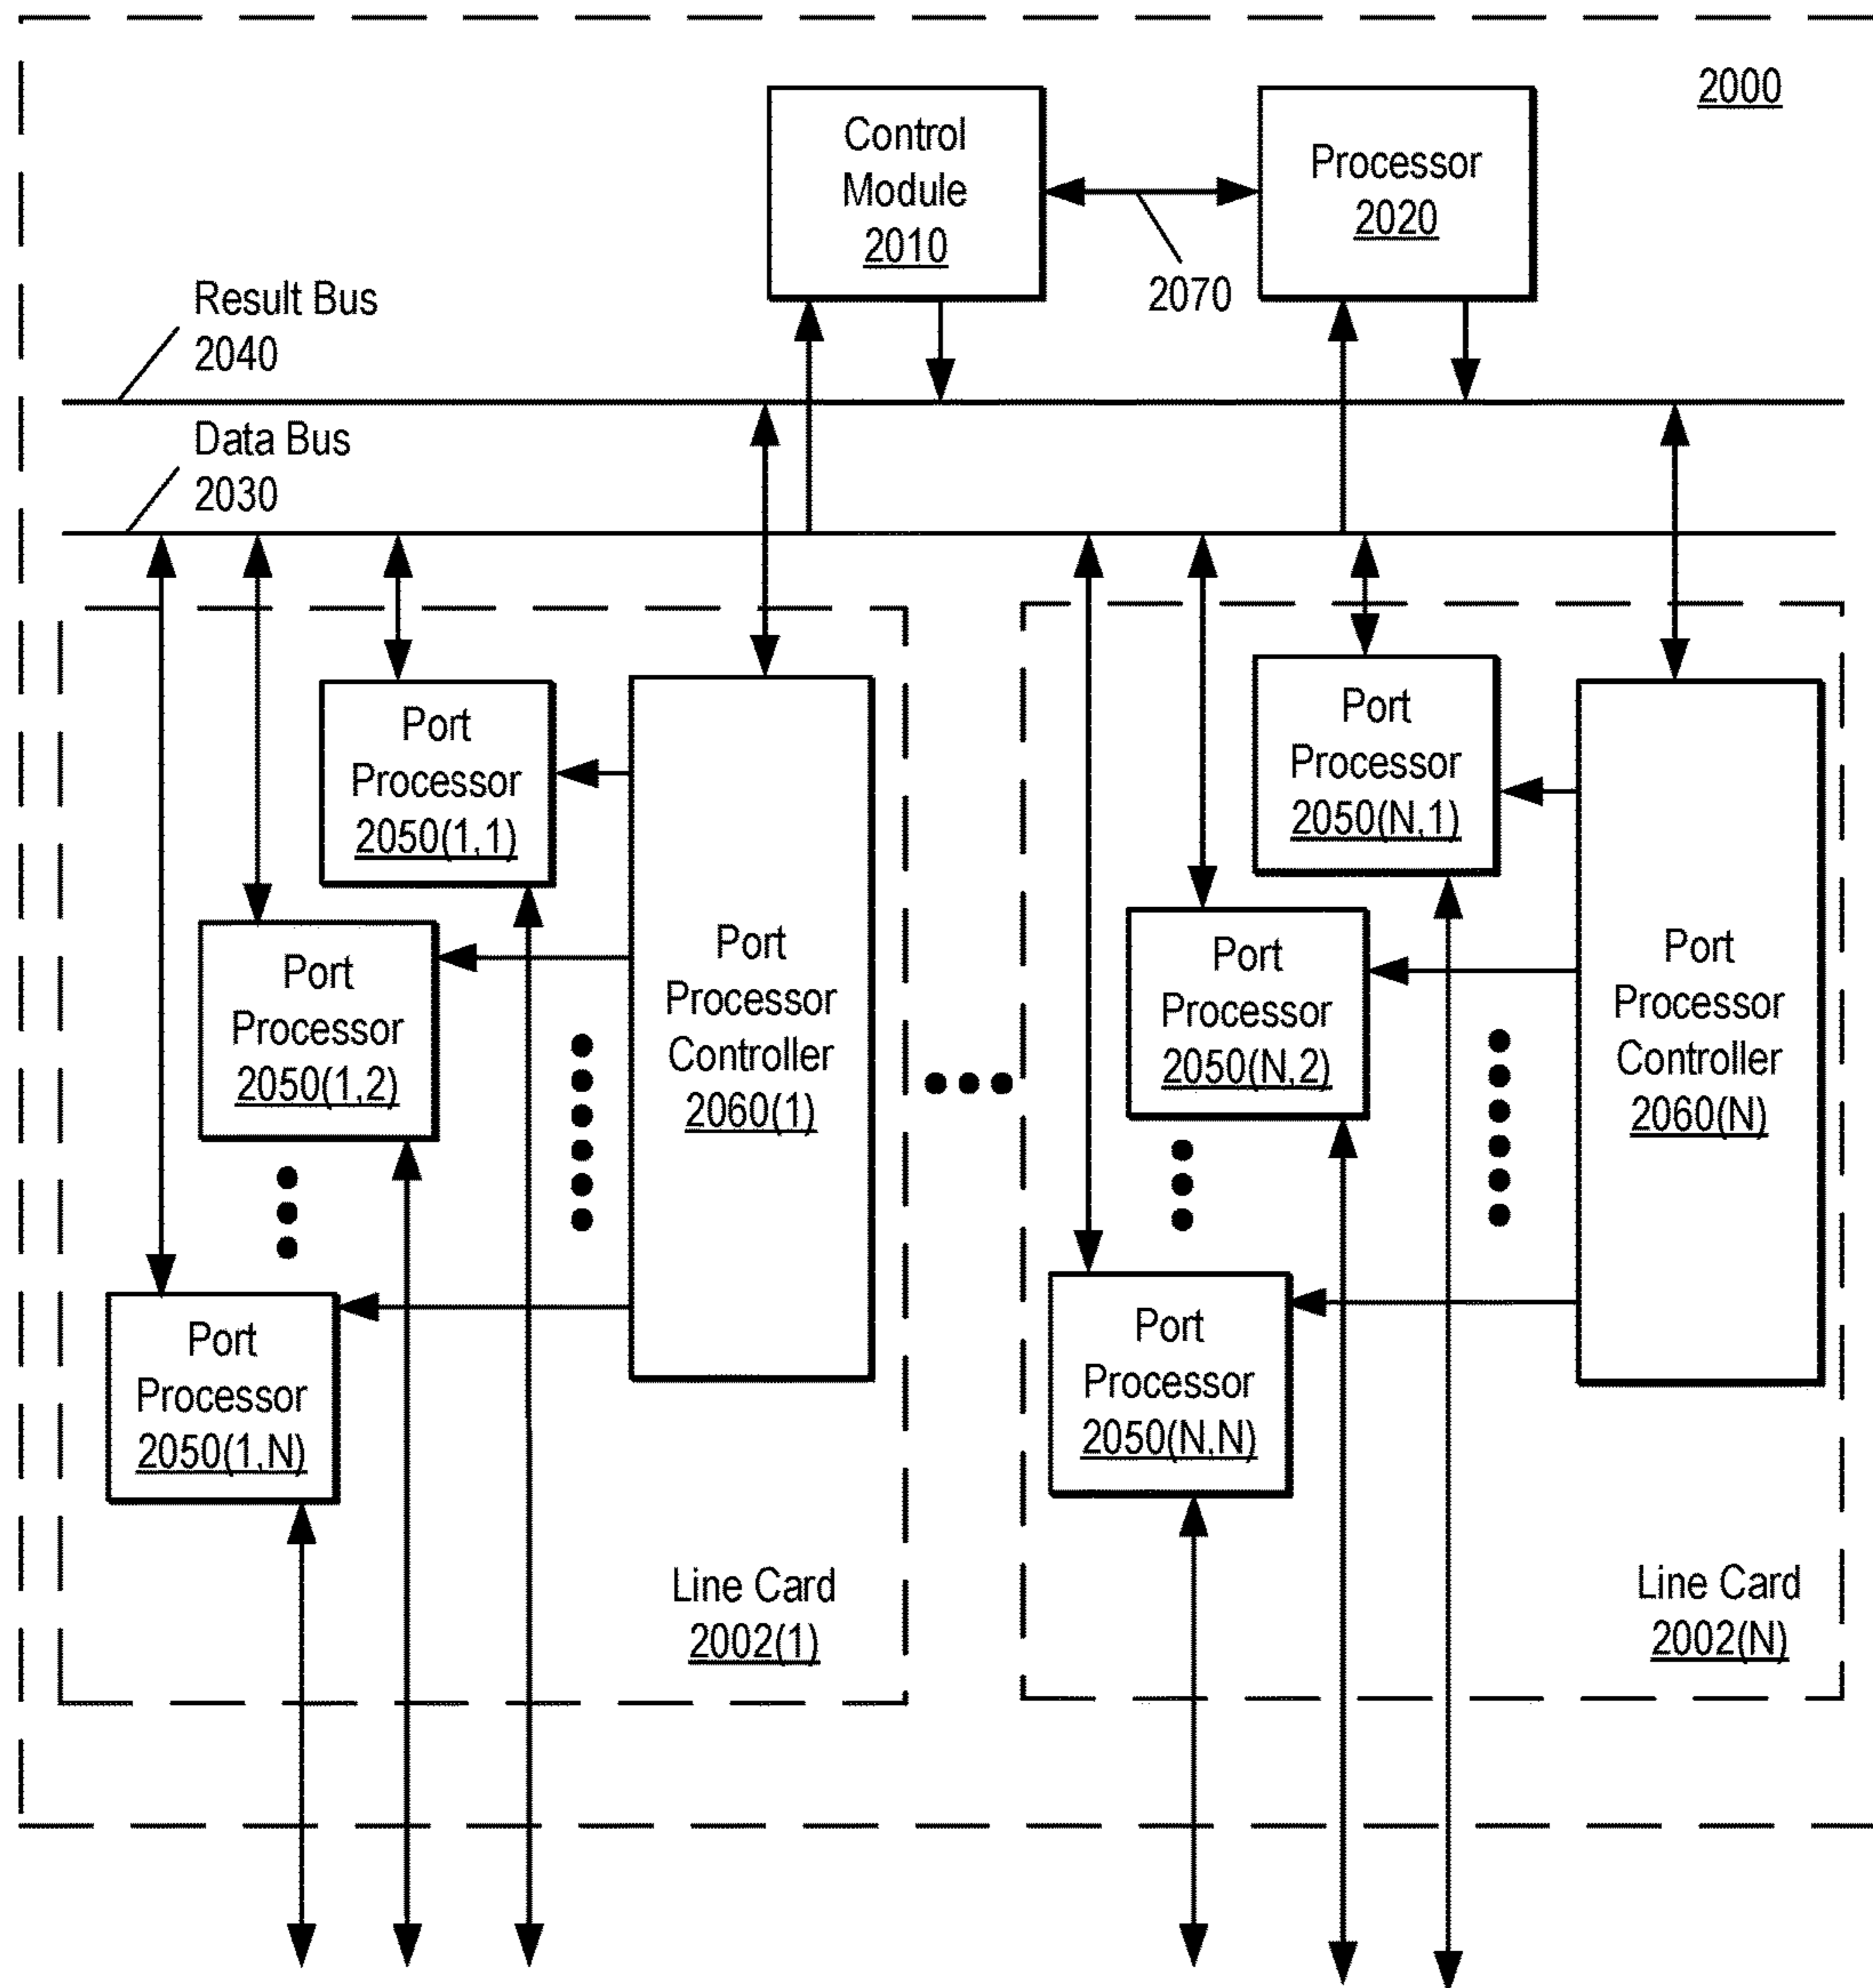 2000
Control
Module
2010
Processor
2020
2070
Result Bus
2040
Data Bus
2030
Port
Processor
2050(1,1)
Port
Processor
2050(1,2)
Port
Processor
2050(1,N)
Port
Processor
Controller
2060(1)
Line Card
2002(1)
Port
Processor
2050(N,1)
Port
Processor
2050(N,2)
Port
Processor
2050(N,N)
Port
Processor
Controller
2060(N)
Line Card
2002(N)